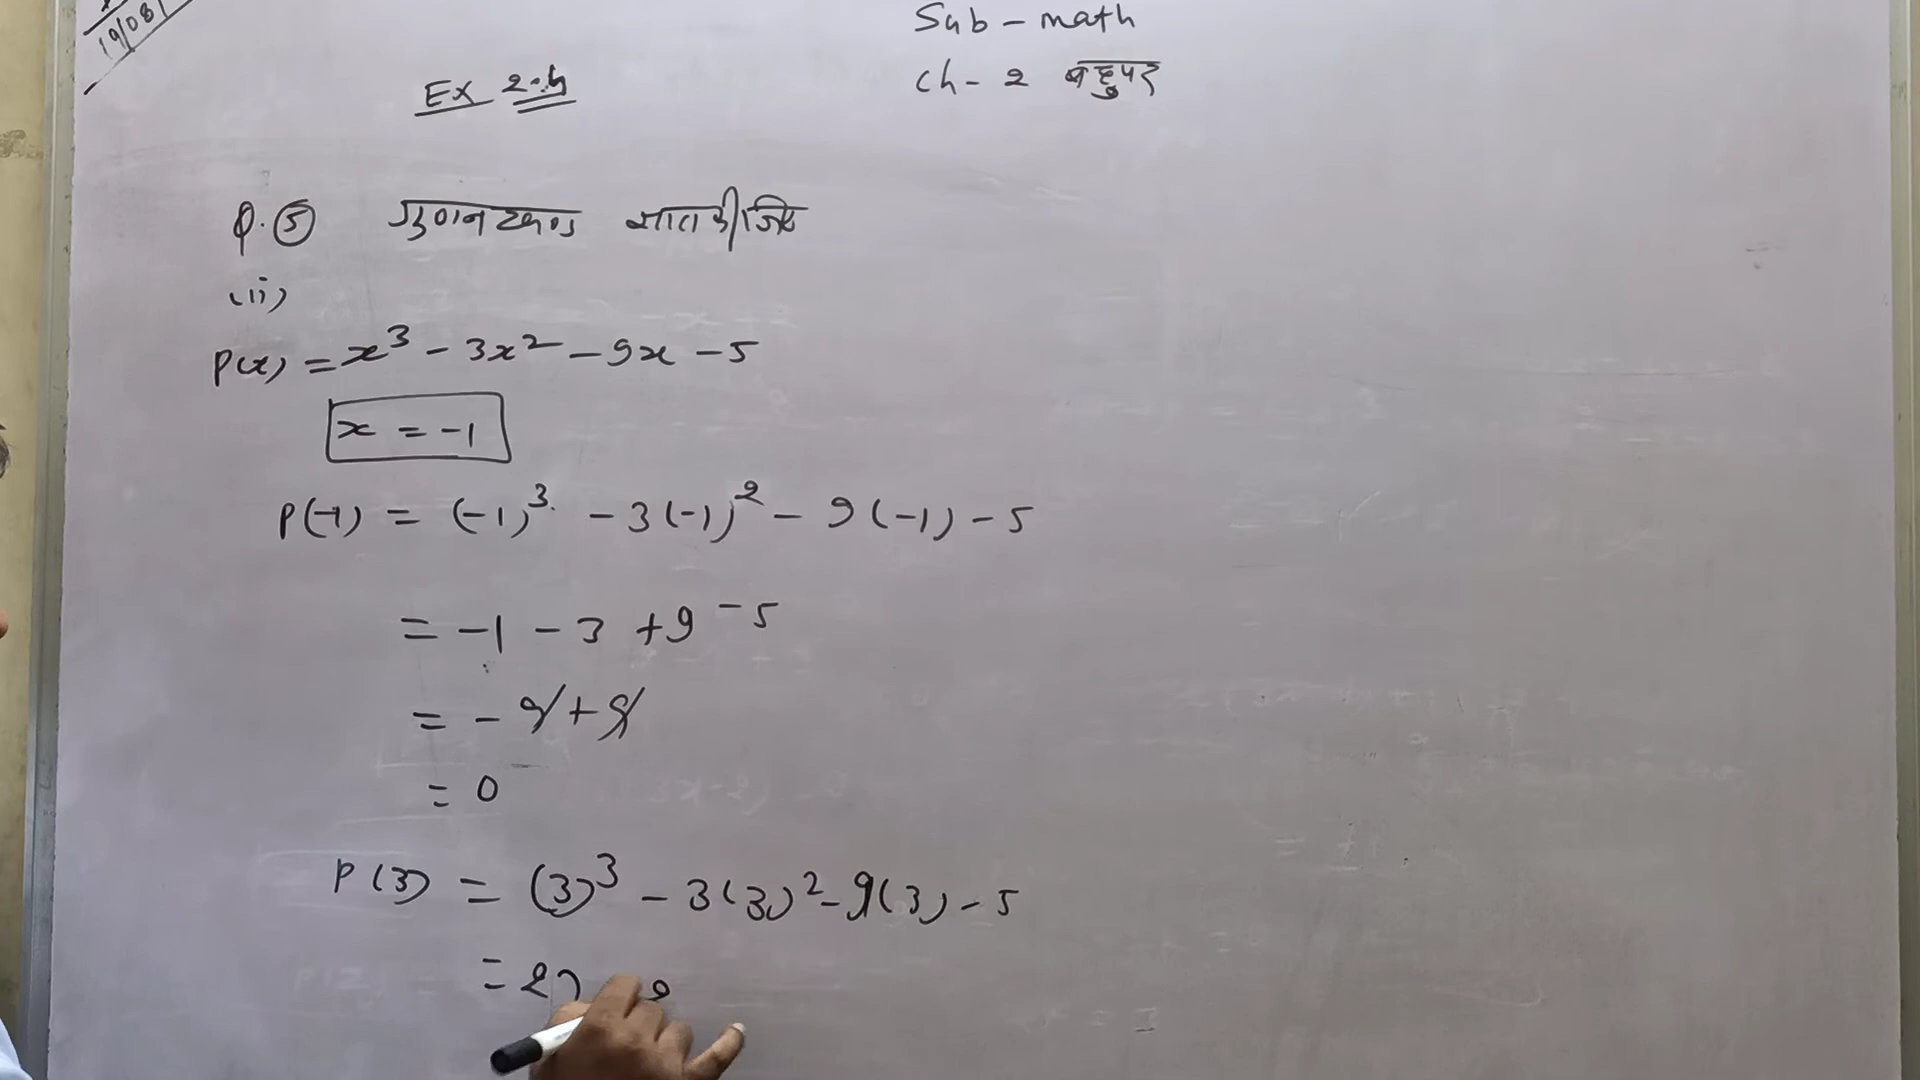 19/08/
Sub - math
Ch - 2 बहुपद
Ex 2.4
Q. ⑤ गुणनखण्ड ज्ञात कीजिए
(ii)
P(x) = x³ - 3x² - 9x - 5
x = -1
P(-1) = (-1)³ - 3(-1)² - 9(-1) - 5
= -1 - 3 + 9 - 5
= - 9 + 9
= 0
P(3) = (3)³ - 3(3)² - 9(3) - 5
= 27